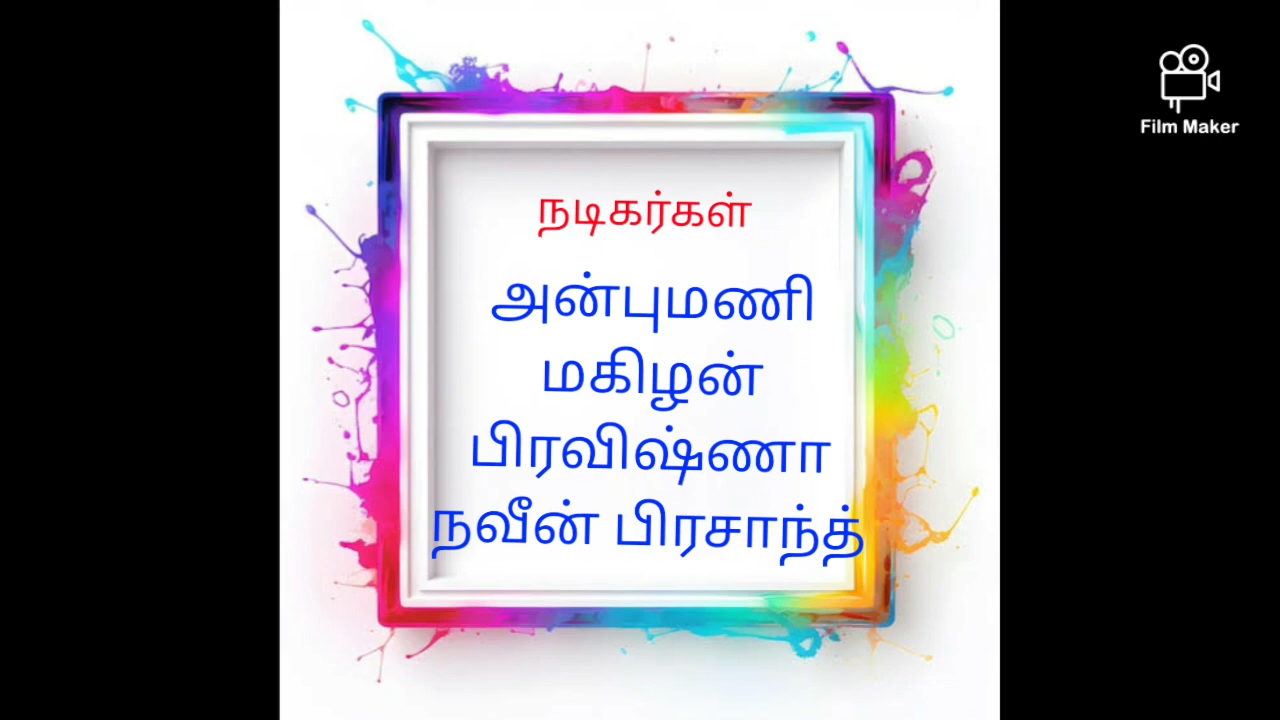 நடிகர்கள்
அன்புமணி
மகிழன்
பிரவிஷ்ணா
நவீன் பிரசாந்த்
Film Maker